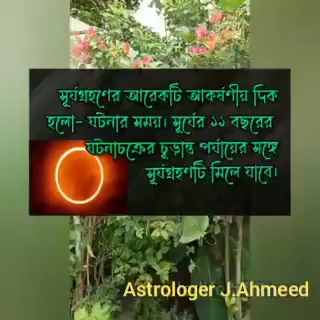 সূর্যগ্রহণের আরেকটি আকর্ষণীয় দিক
হলো- ঘটনার সময়। সূর্যের ১১ বছরের
ঘটনাচক্রের চূড়ান্ত পর্যায়ের সঙ্গে
সূর্যগ্রহণটি মিলে যাবে।
Astrologer J.Ahmeed